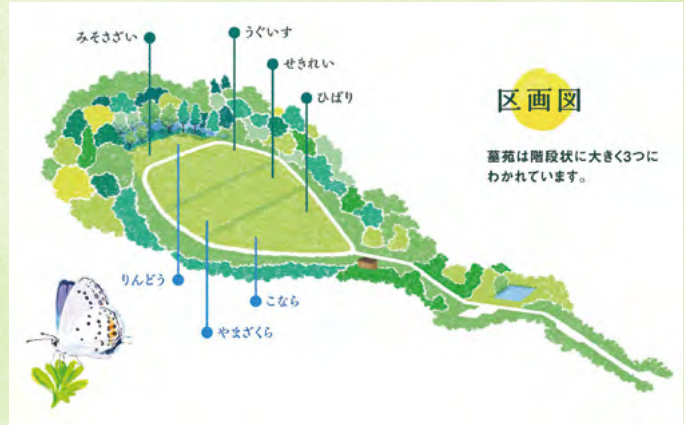 みそさざい
うぐいす
せきれい
ひばり
区画図
墓苑は階段状に大きく3つに
わかれています。
りんどう
こなら
やまざくら